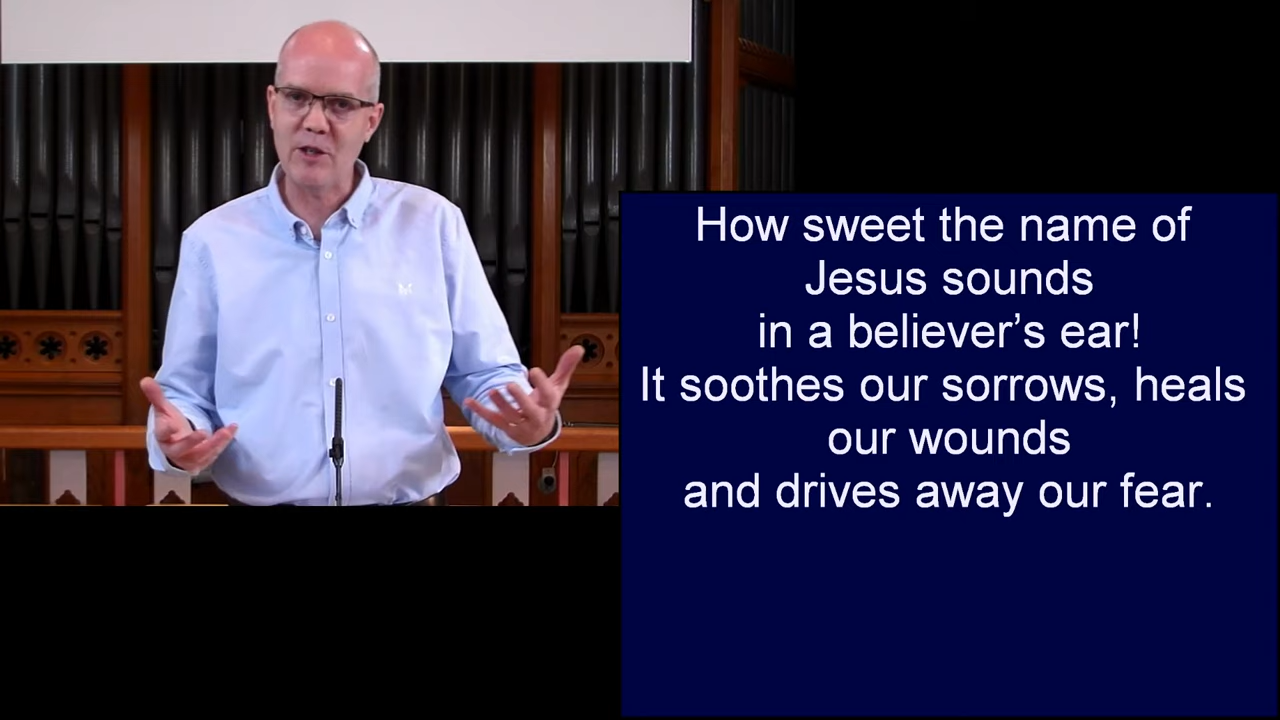 How sweet the name of
Jesus sounds
in a believer’s ear!
It soothes our sorrows, heals
our wounds
and drives away our fear.